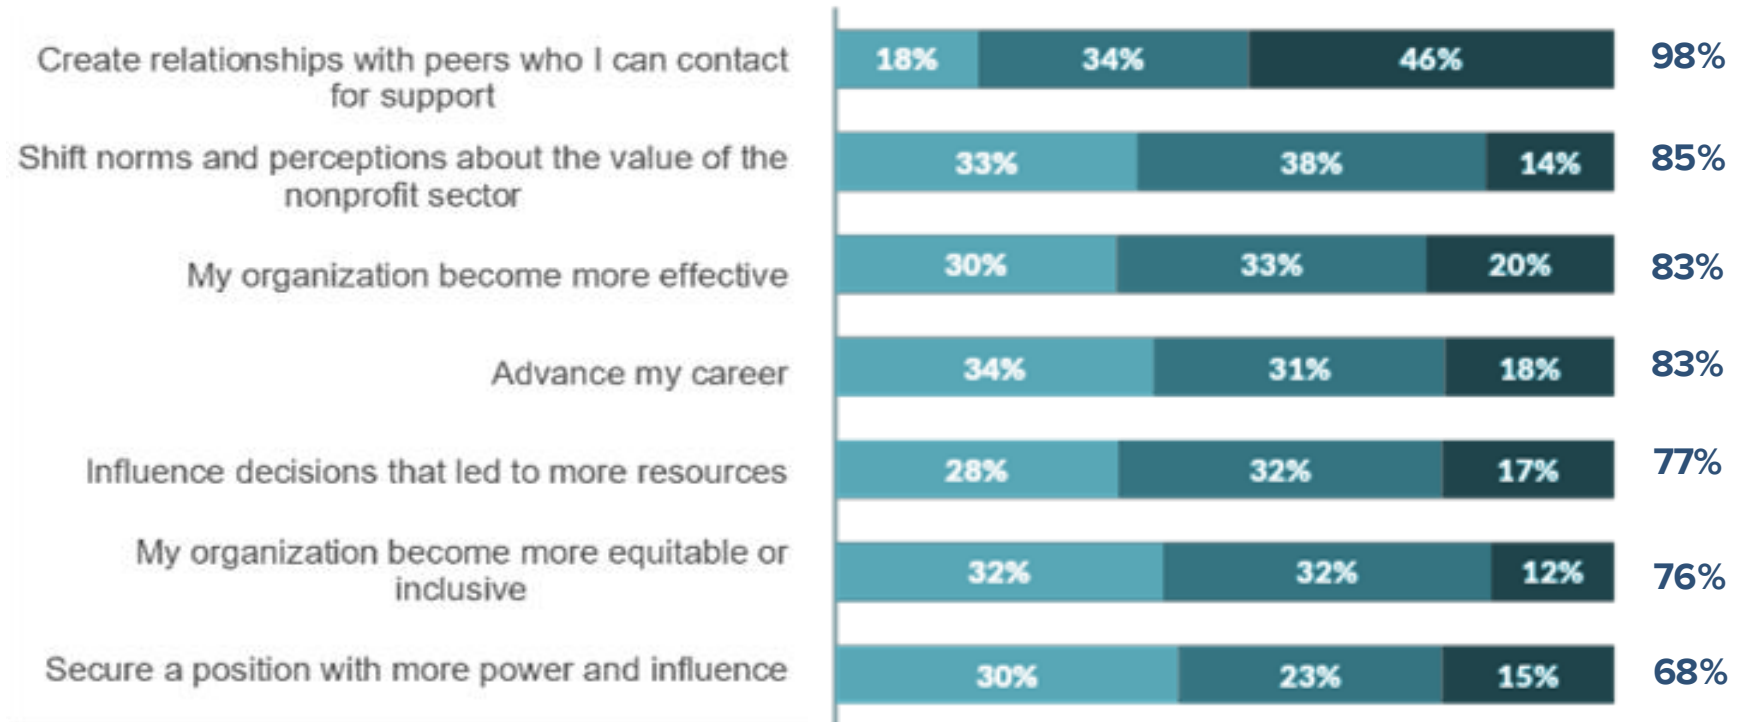 Create relationships with peers who I can contact
for support
18% 34% 46% 98%
Shift norms and perceptions about the value of the
nonprofit sector
33% 38% 14% 85%
My organization become more effective
30% 33% 20% 83%
Advance my career
34% 31% 18% 83%
Influence decisions that led to more resources
28% 32% 17% 77%
My organization become more equitable or
inclusive
32% 32% 12% 76%
Secure a position with more power and influence
30% 23% 15% 68%